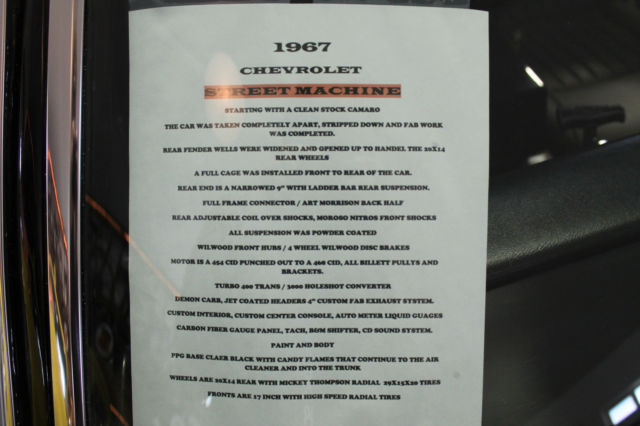 1967
CHEVROLET
STREET MACHINE
STARTING WITH A CLEAN STOCK CAMARO
THE CAR WAS TAKEN COMPLETELY APART, STRIPPED DOWN AND FAB WORK
WAS COMPLETED.
REAR FENDER WELLS WERE WIDENED AND OPENED UP TO HANDEL THE 20X14
REAR WHEELS
A FULL CAGE WAS INSTALLED FRONT TO REAR OF THE CAR.
REAR END IS A NARROWED 9" WITH LADDER BAR REAR SUSPENSION.
FULL FRAME CONNECTOR / ART MORRISON BACK HALF
REAR ADJUSTABLE COIL OVER SHOCKS, MOROSO NITROS FRONT SHOCKS
ALL SUSPENSION WAS POWDER COATED
WILWOOD FRONT HUBS / 4 WHEEL WILWOOD DISC BRAKES
MOTOR IS A 454 CID PUNCHED OUT TO A 460 CID, ALL BILLETT PULLYS AND
BRACKETS.
TURBO 400 TRANS / 3000 HOLESHOT CONVERTER
DEMON CARB, JET COATED HEADERS 4" CUSTOM FAB EXHAUST SYSTEM.
CUSTOM INTERIOR, CUSTOM CENTER CONSOLE, AUTO METER LIQUID GUAGES
CARBON FIBER GAUGE PANEL, TACH, B&M SHIFTER, CD SOUND SYSTEM.
PAINT AND BODY
PPG BASE CLAER BLACK WITH CANDY FLAMES THAT CONTINUE TO THE AIR
CLEANER AND INTO THE TRUNK
WHEELS ARE 20X14 REAR WITH MICKEY THOMPSON RADIAL 29X15X20 TIRES
FRONTS ARE 17 INCH WITH HIGH SPEED RADIAL TIRES